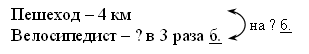 Пешеход – 4 км
Велосипедист – ? в 3 раза б.
на ? б.